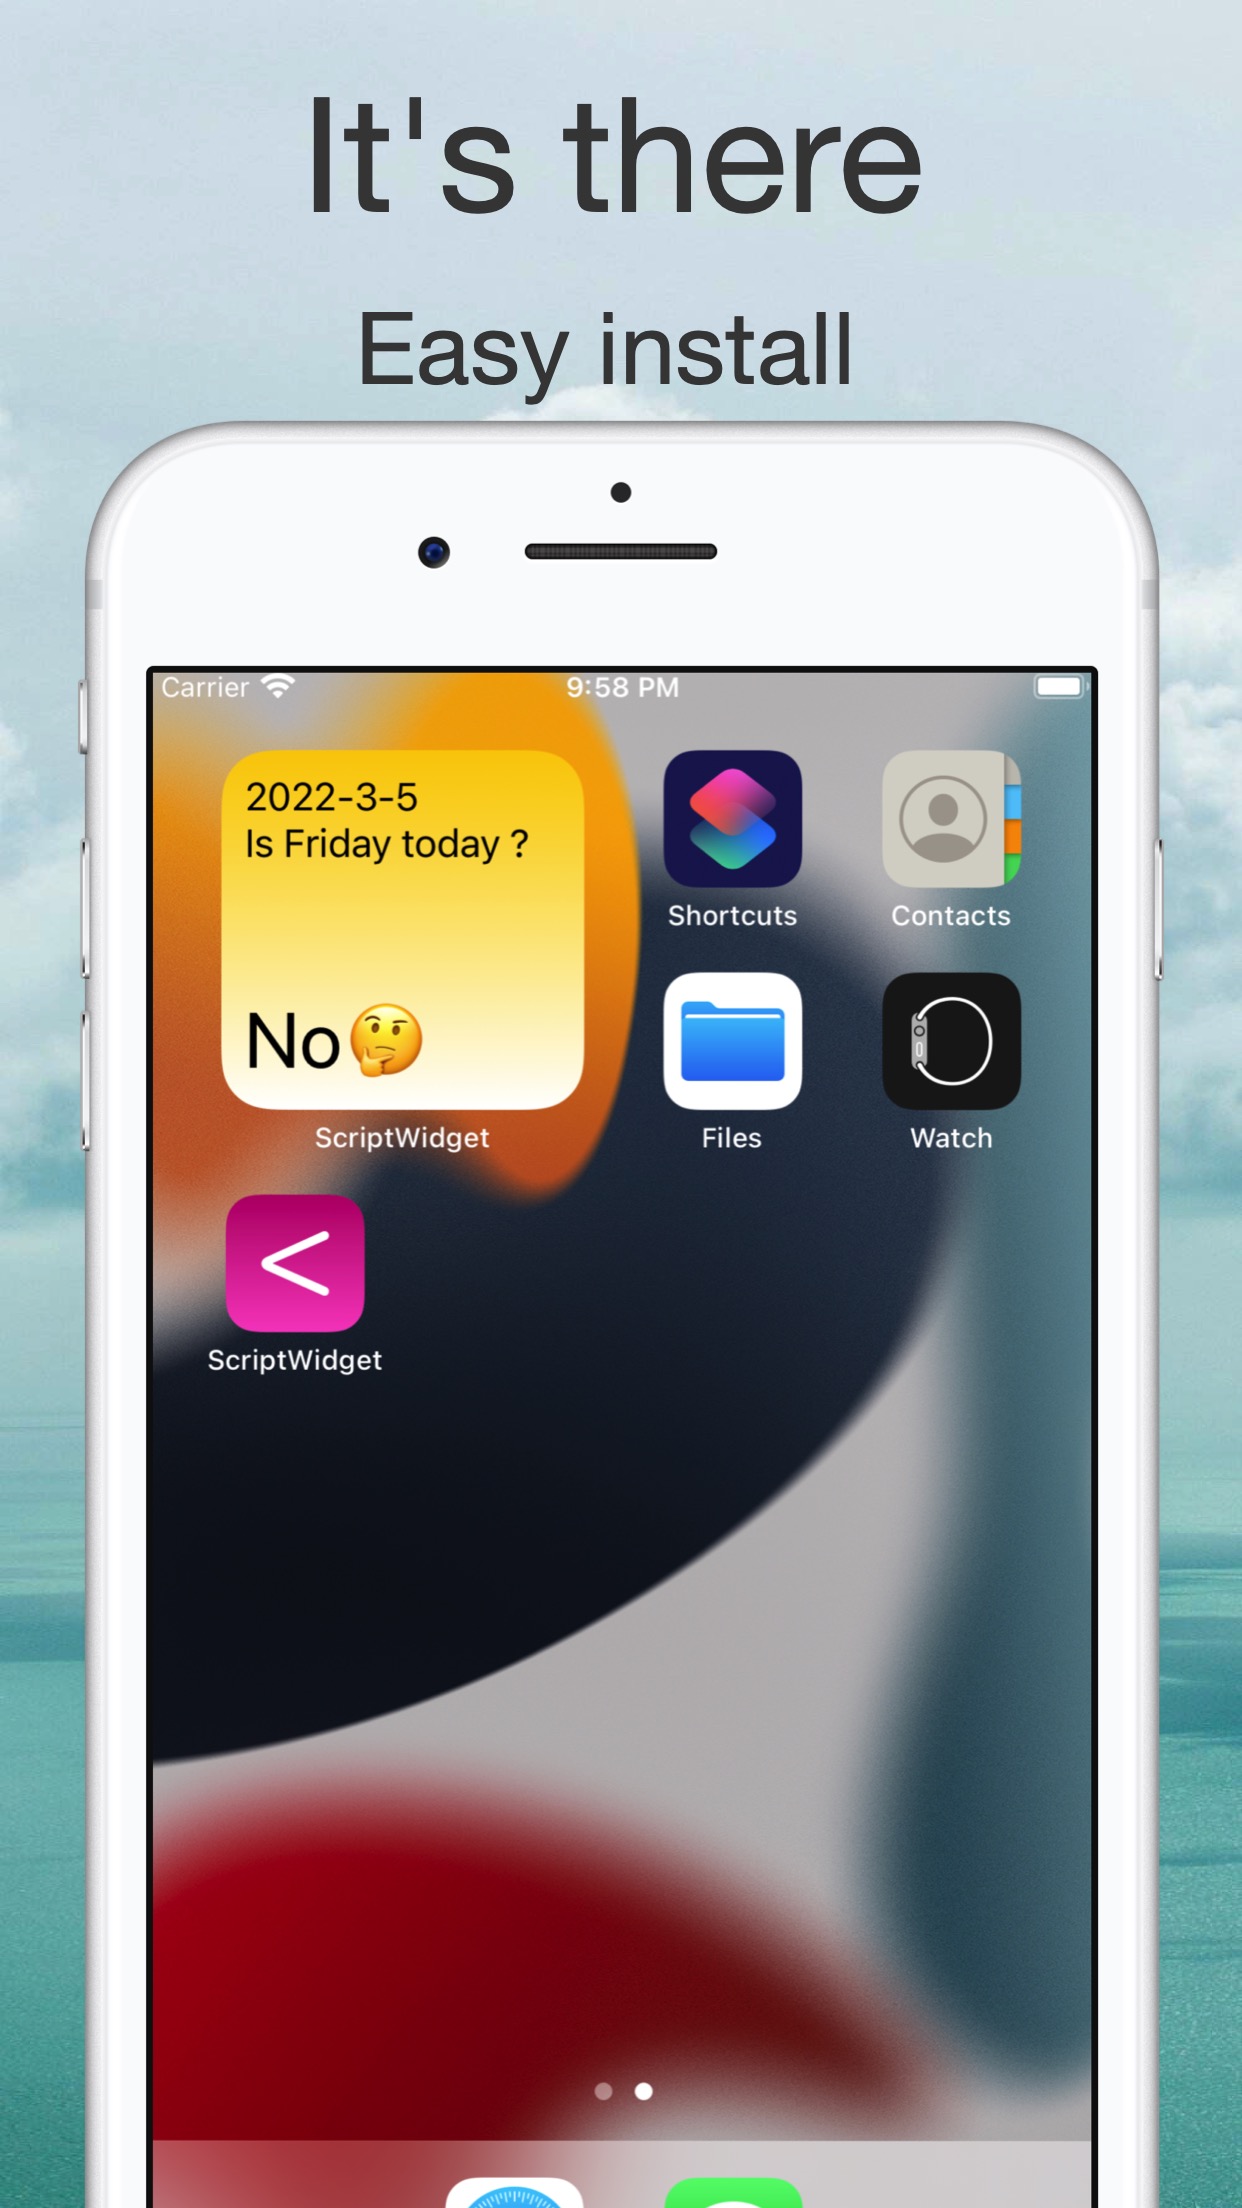 It's there
Easy install
Carrier
9:58 PM
2022-3-5
Is Friday today ?
No🤔
ScriptWidget
Shortcuts
Contacts
Files
Watch
ScriptWidget